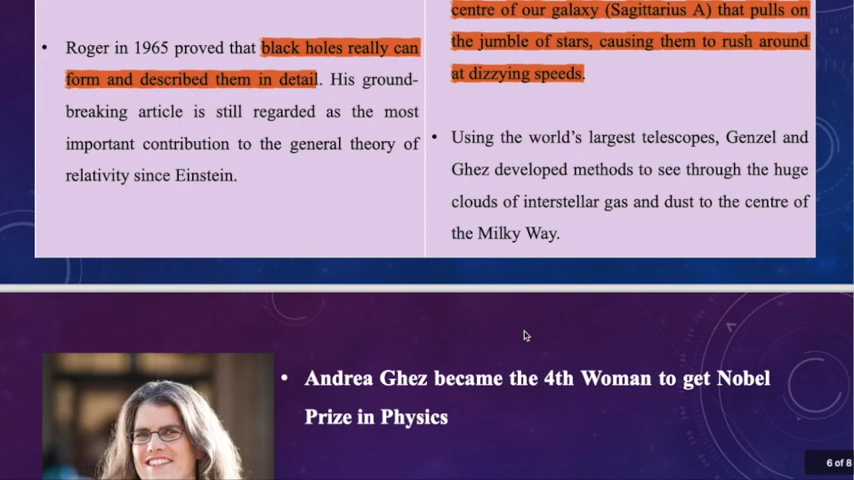 • Roger in 1965 proved that black holes really can
form and described them in detail. His ground-
breaking article is still regarded as the most
important contribution to the general theory of
relativity since Einstein.
centre of our galaxy (Sagittarius A) that pulls on
the jumble of stars, causing them to rush around
at dizzying speeds.
• Using the world’s largest telescopes, Genzel and
Ghez developed methods to see through the huge
clouds of interstellar gas and dust to the centre of
the Milky Way.
• Andrea Ghez became the 4th Woman to get Nobel
Prize in Physics
6 of 8